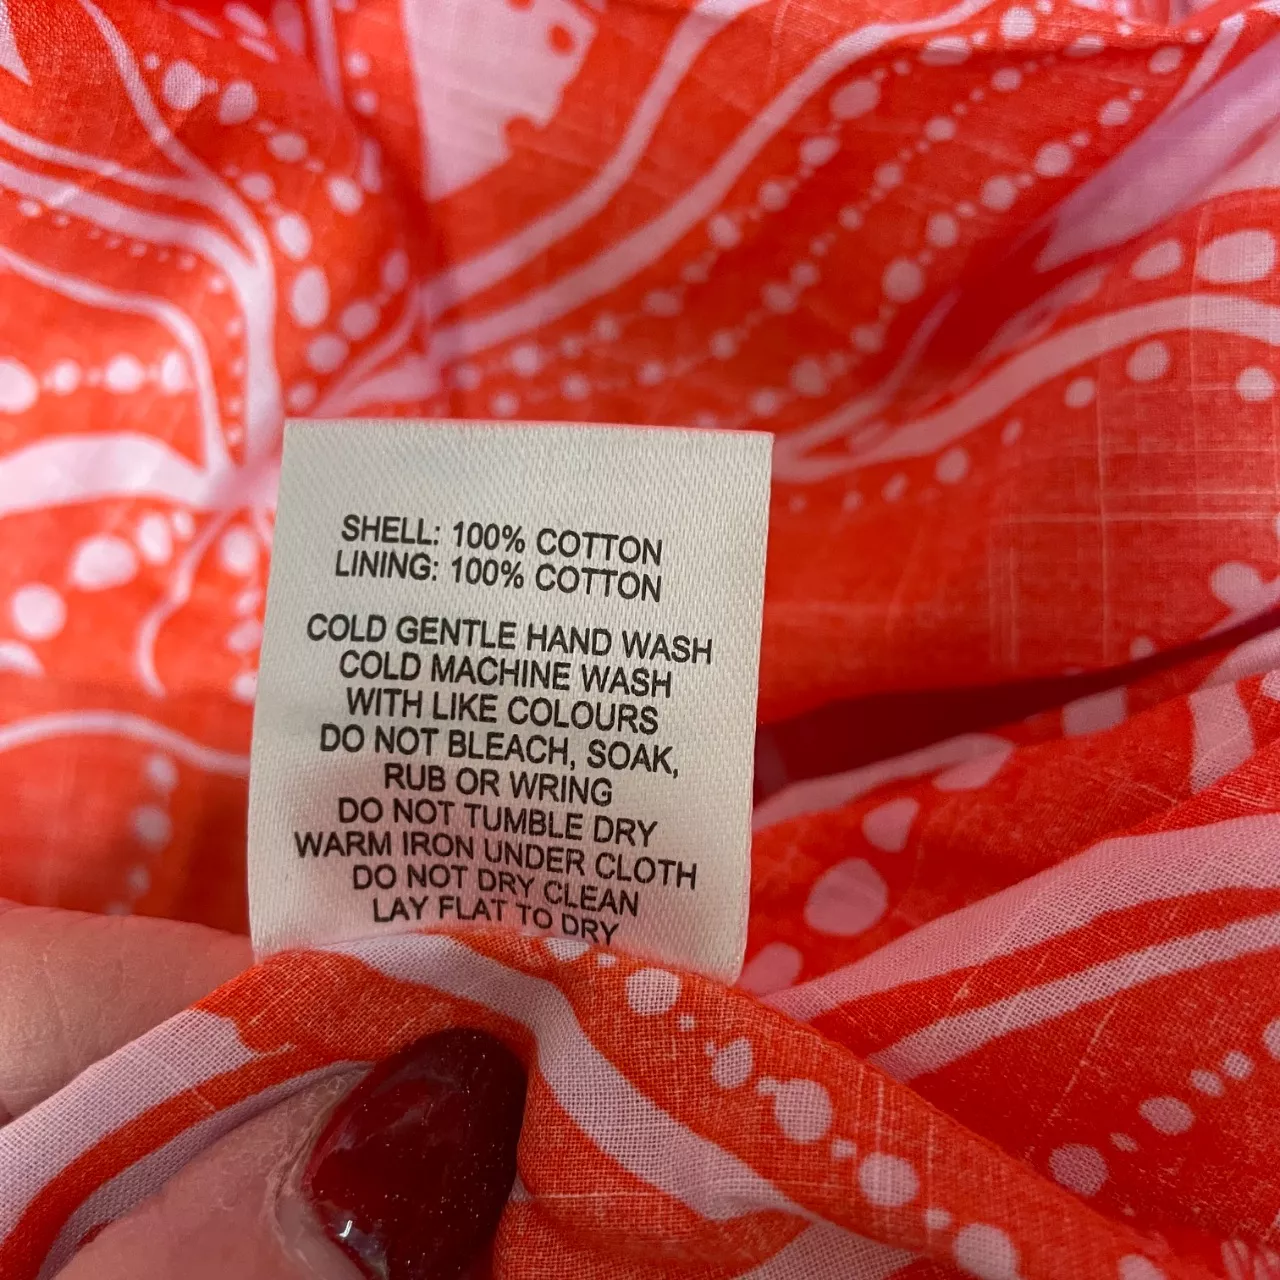 SHELL: 100% COTTON
LINING: 100% COTTON
COLD GENTLE HAND WASH
COLD MACHINE WASH
WITH LIKE COLOURS
DO NOT BLEACH, SOAK,
RUB OR WRING
DO NOT TUMBLE DRY
WARM IRON UNDER CLOTH
DO NOT DRY CLEAN
LAY FLAT TO DRY